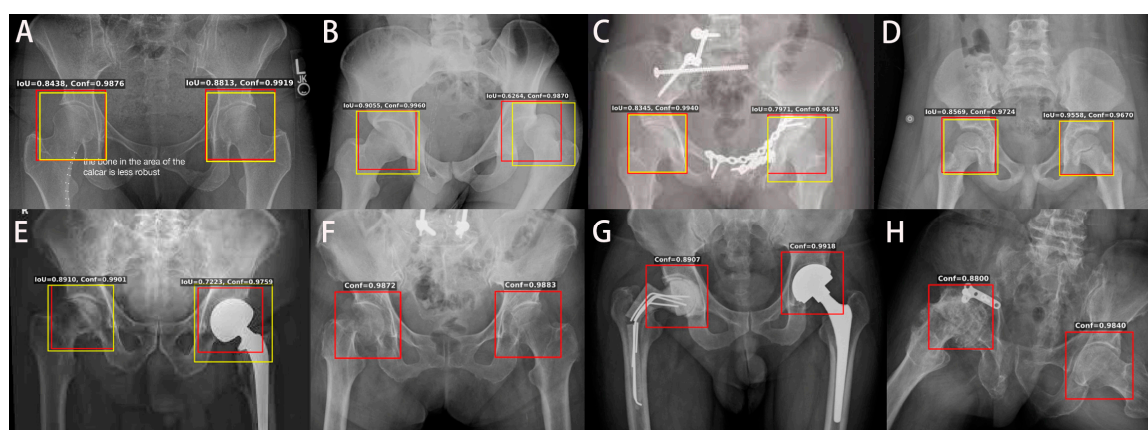 A
IoU=0.8438, Conf=0.9876
IoU=0.8813, Conf=0.9919
the bone in the area of the
calcar is less robust
B
IoU=0.9055, Conf=0.9960
IoU=0.6264, Conf=0.9870
C
IoU=0.8345, Conf=0.9940
IoU=0.7971, Conf=0.9635
D
IoU=0.8569, Conf=0.9724
IoU=0.9558, Conf=0.9670
E
R
IoU=0.8910, Conf=0.9901
IoU=0.7223, Conf=0.9759
F
Conf=0.9872
Conf=0.9883
G
Conf=0.8907
Conf=0.9918
H
Conf=0.8800
Conf=0.9840